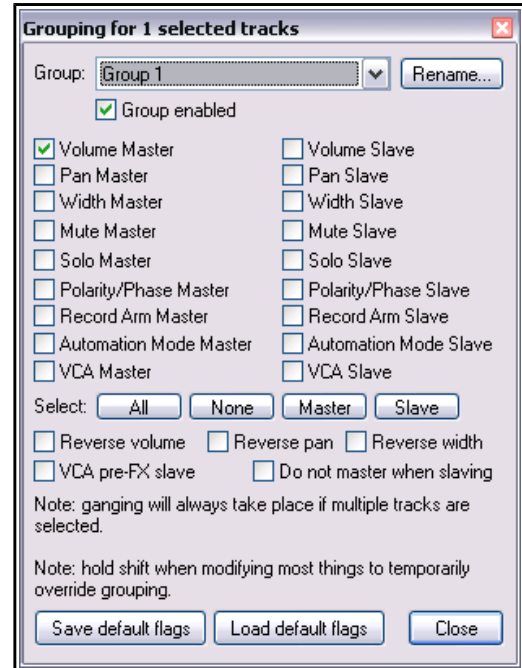 Grouping for 1 selected tracks
Group: Group 1 Rename...
Group enabled
Volume Master Volume Slave
Pan Master Pan Slave
Width Master Width Slave
Mute Master Mute Slave
Solo Master Solo Slave
Polarity/Phase Master Polarity/Phase Slave
Record Arm Master Record Arm Slave
Automation Mode Master Automation Mode Slave
VCA Master VCA Slave
Select: All None Master Slave
Reverse volume Reverse pan Reverse width
VCA pre-FX slave Do not master when slaving
Note: ganging will always take place if multiple tracks are
selected.
Note: hold shift when modifying most things to temporarily
override grouping.
Save default flags Load default flags Close